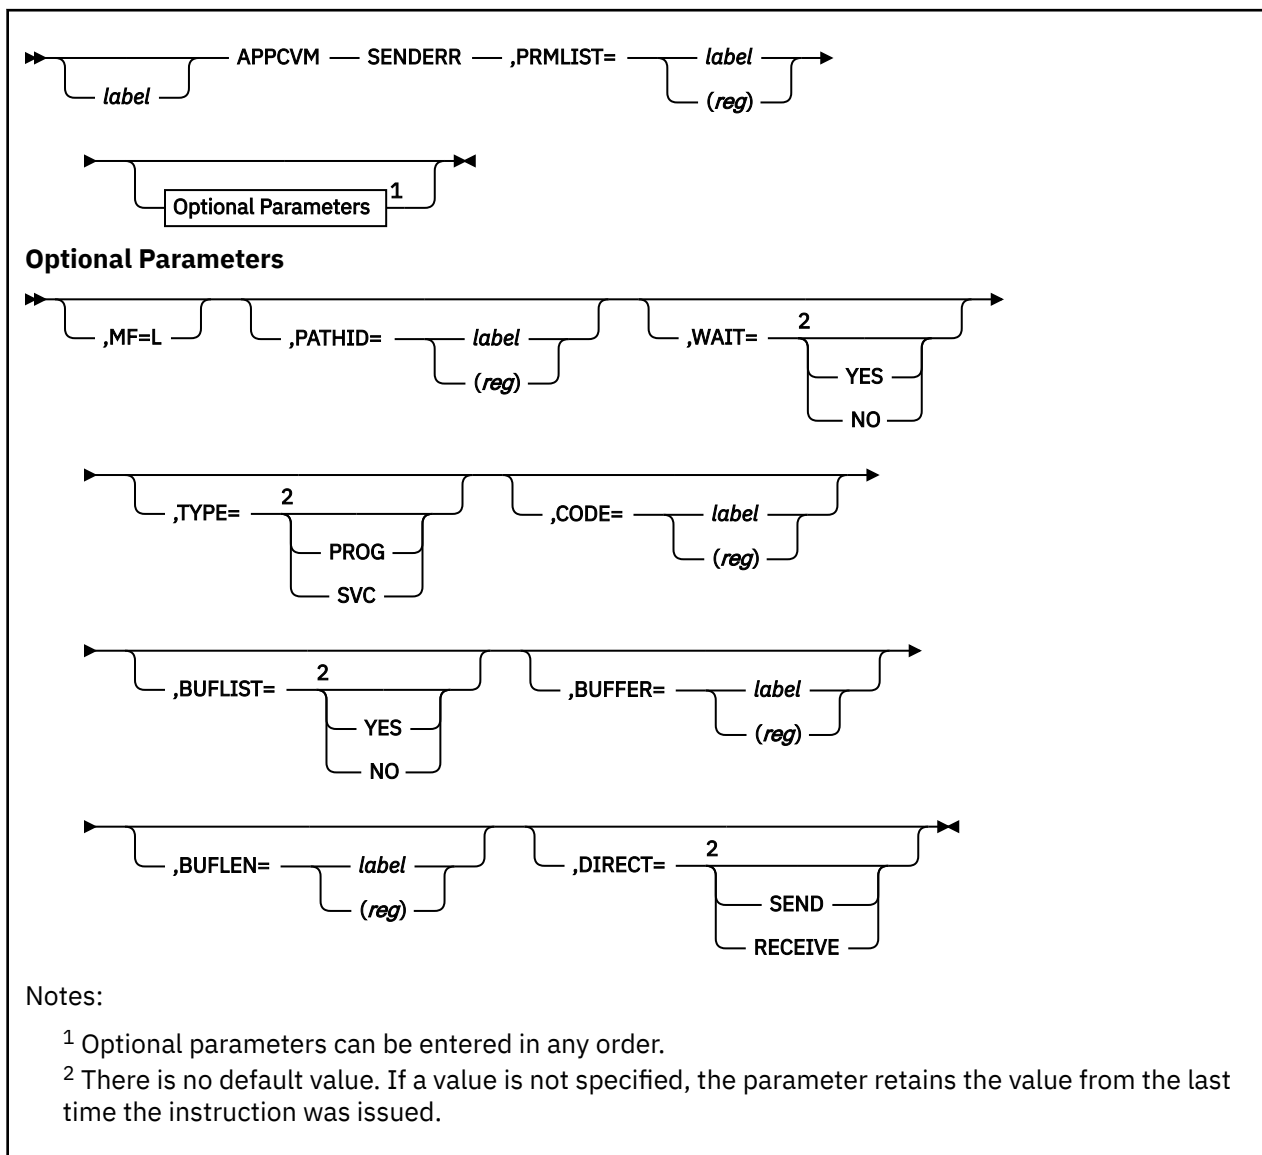 APPCVM SENDERR ,PRMLIST= label
label (reg)
Optional Parameters 1
Optional Parameters
,MF=L ,PATHID= label ,WAIT= 2
(reg) YES
NO
,TYPE= 2 ,CODE= label
PROG (reg)
SVC
,BUFLIST= 2 ,BUFFER= label
YES (reg)
NO
,BUFLEN= label ,DIRECT= 2
(reg) SEND
RECEIVE
Notes:
1 Optional parameters can be entered in any order.
2 There is no default value. If a value is not specified, the parameter retains the value from the last
time the instruction was issued.